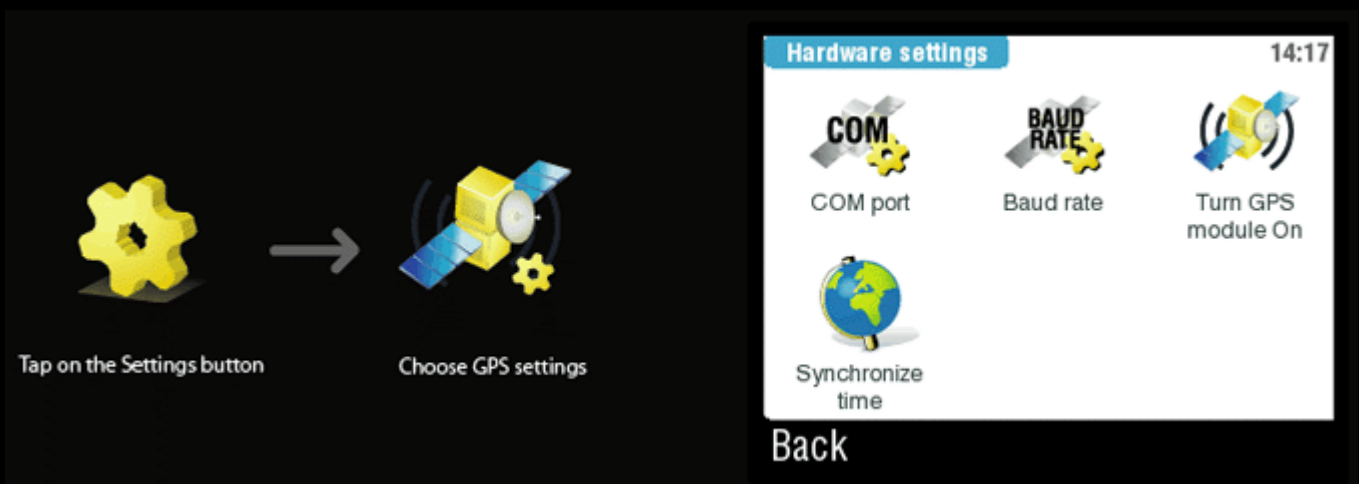 Tap on the Settings button
Choose GPS settings
Hardware settings
14:17
COM
BAUD
RATE
COM port
Baud rate
Turn GPS
module On
Synchronize
time
Back